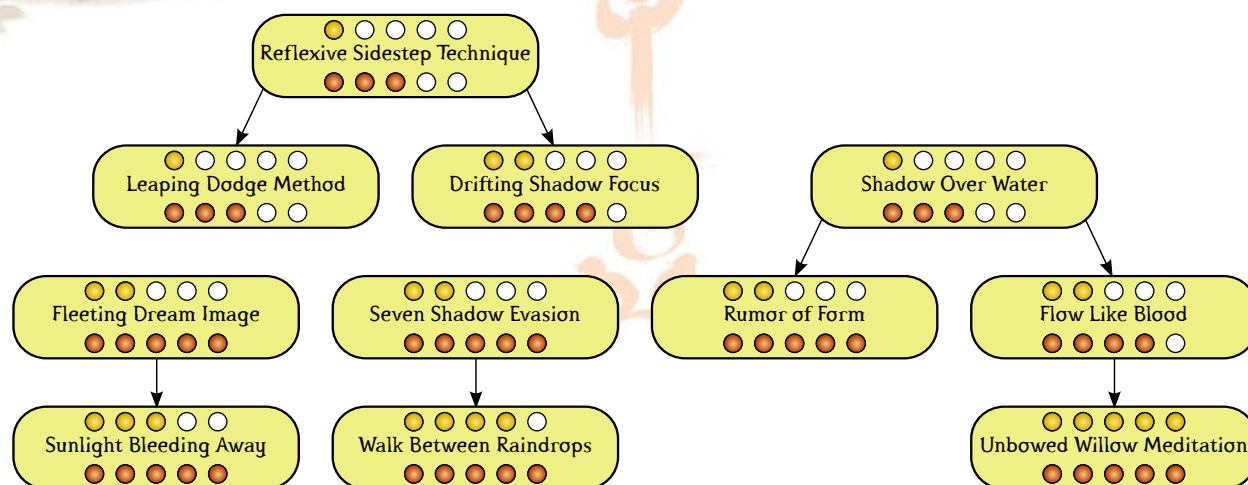 Reflexive Sidestep Technique
Leaping Dodge Method
Drifting Shadow Focus
Shadow Over Water
Fleeting Dream Image
Seven Shadow Evasion
Rumor of Form
Flow Like Blood
Sunlight Bleeding Away
Walk Between Raindrops
Unbowed Willow Meditation